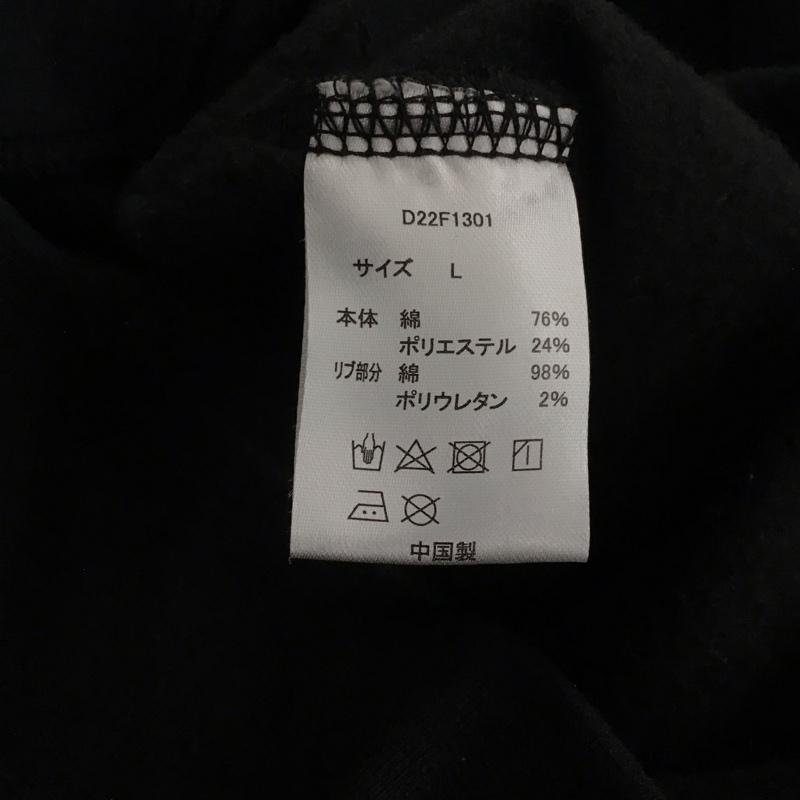 D22F1301
サイズ L
本体 綿 76%
ポリエステル 24%
リブ部分 綿 98%
ポリウレタン 2%
中国製